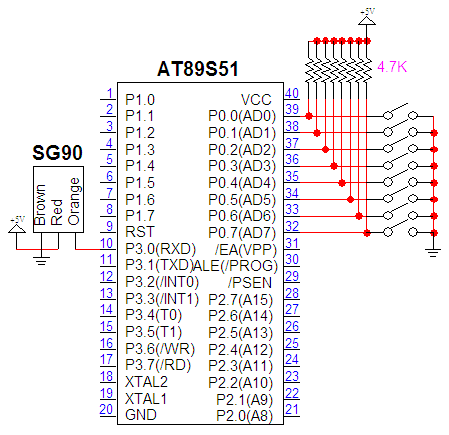 +5V
4.7K
AT89S51
1 P1.0 VCC 40
2 P1.1 P0.0(AD0) 39
3 P1.2 P0.1(AD1) 38
4 P1.3 P0.2(AD2) 37
5 P1.4 P0.3(AD3) 36
6 P1.5 P0.4(AD4) 35
7 P1.6 P0.5(AD5) 34
8 P1.7 P0.6(AD6) 33
9 RST P0.7(AD7) 32
10 P3.0(RXD) /EA(VPP) 31
11 P3.1(TXD) ALE(/PROG) 30
12 P3.2(/INT0) /PSEN 29
13 P3.3(/INT1) P2.7(A15) 28
14 P3.4(T0) P2.6(A14) 27
15 P3.5(T1) P2.5(A13) 26
16 P3.6(/WR) P2.4(A12) 25
17 P3.7(/RD) P2.3(A11) 24
18 XTAL2 P2.2(A10) 23
19 XTAL1 P2.1(A9) 22
20 GND P2.0(A8) 21
SG90
Brown
Red
Orange
+5V